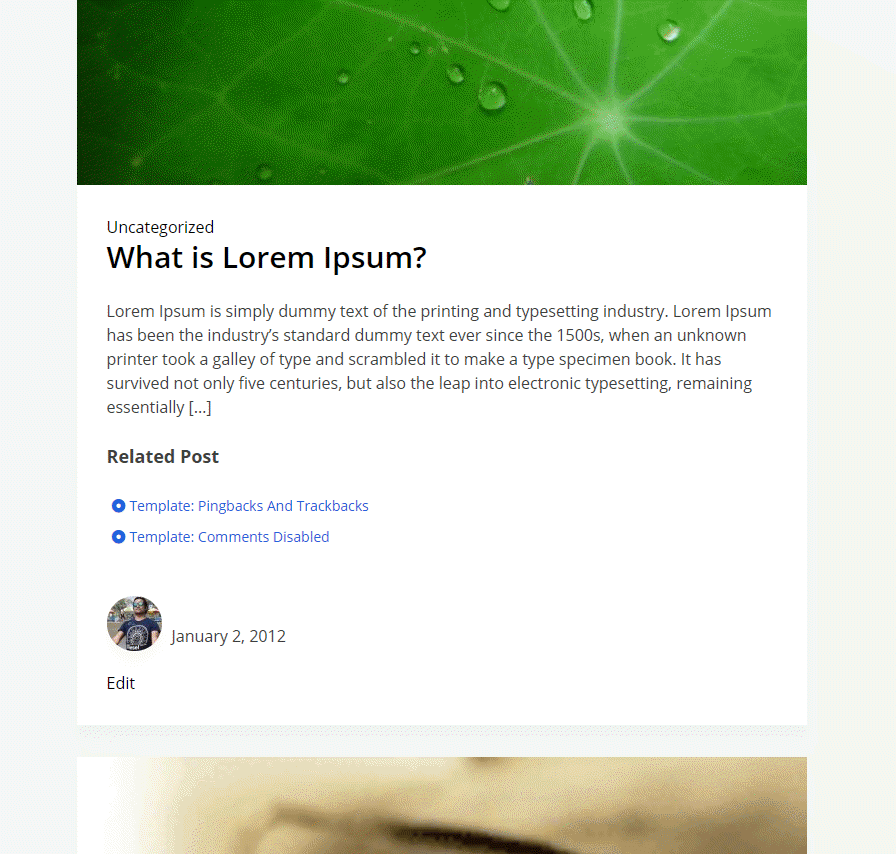 Uncategorized
What is Lorem Ipsum?
Lorem Ipsum is simply dummy text of the printing and typesetting industry. Lorem Ipsum
has been the industry’s standard dummy text ever since the 1500s, when an unknown
printer took a galley of type and scrambled it to make a type specimen book. It has
survived not only five centuries, but also the leap into electronic typesetting, remaining
essentially […]
Related Post
Template: Pingbacks And Trackbacks
Template: Comments Disabled
January 2, 2012
Edit